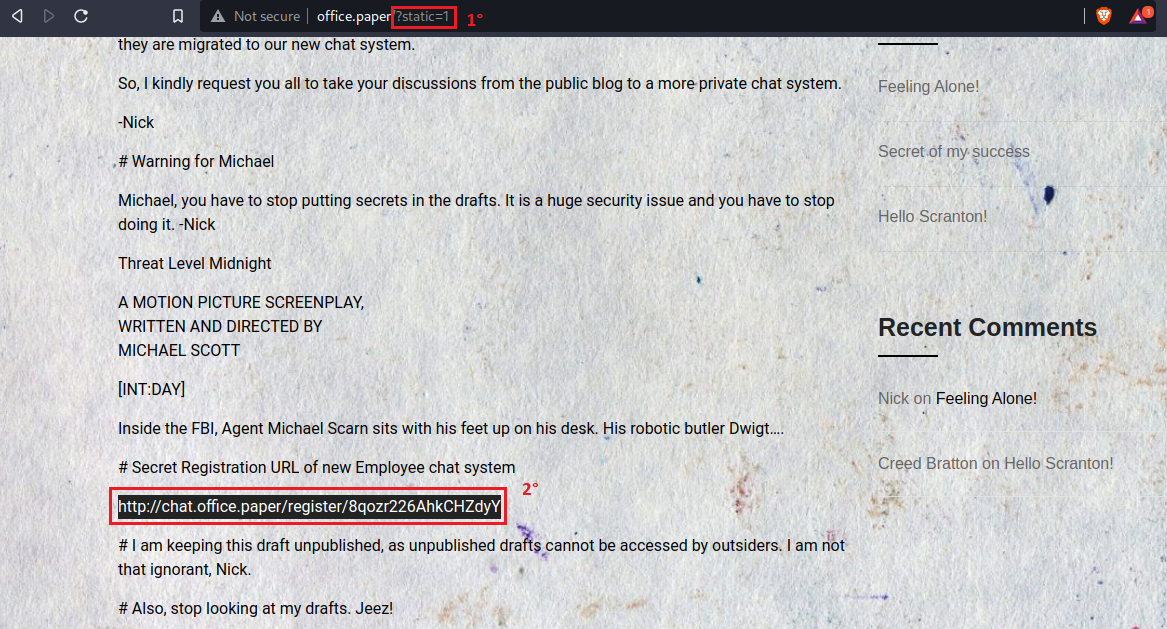 Not secure
office.paper/?static=1
1°
1
they are migrated to our new chat system.
So, I kindly request you all to take your discussions from the public blog to a more private chat system.
-Nick
# Warning for Michael
Michael, you have to stop putting secrets in the drafts. It is a huge security issue and you have to stop
doing it. -Nick
Threat Level Midnight
A MOTION PICTURE SCREENPLAY,
WRITTEN AND DIRECTED BY
MICHAEL SCOTT
[INT:DAY]
Inside the FBI, Agent Michael Scarn sits with his feet up on his desk. His robotic butler Dwigt….
# Secret Registration URL of new Employee chat system
2°
http://chat.office.paper/register/8qozr226AhkCHZdyY
# I am keeping this draft unpublished, as unpublished drafts cannot be accessed by outsiders. I am not
that ignorant, Nick.
# Also, stop looking at my drafts. Jeez!
Feeling Alone!
Secret of my success
Hello Scranton!
Recent Comments
Nick on Feeling Alone!
Creed Bratton on Hello Scranton!